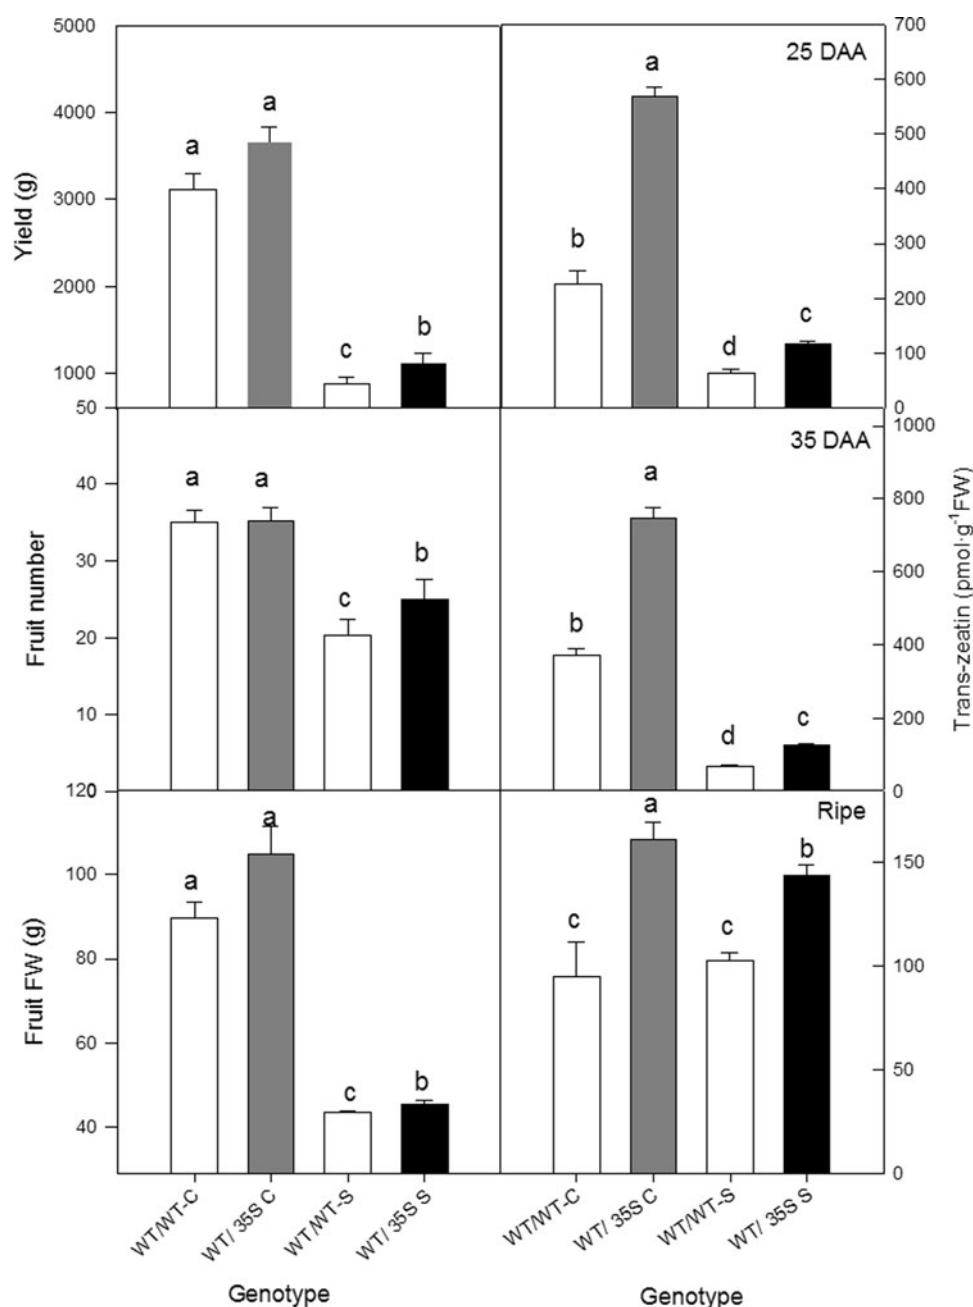 5000
4000
3000
2000
1000
Yield (g)
a
a
c
b
25 DAA
700
600
500
400
300
200
100
0
b
a
d
c
50
40
30
20
10
0
Fruit number
a
a
c
b
35 DAA
1000
800
600
400
200
0
b
a
d
c
Trans-zeatin (pmol·g⁻¹FW)
120
100
80
60
40
Fruit FW (g)
a
a
c
b
Ripe
150
100
50
0
c
a
c
b
WT/WT-C
WT/ 35S C
WT/WT-S
WT/ 35S S
Genotype
WT/WT-C
WT/ 35S C
WT/WT-S
WT/ 35S S
Genotype